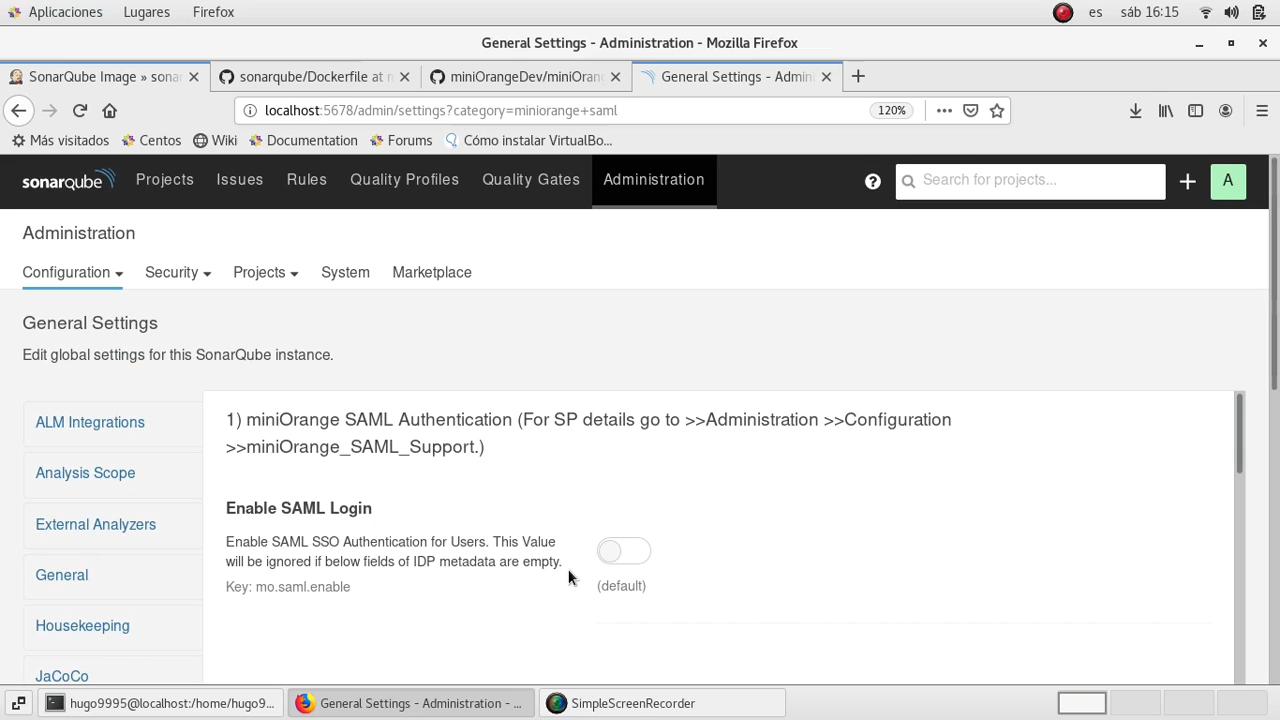 Aplicaciones Lugares Firefox es sáb 16:15
General Settings - Administration - Mozilla Firefox
SonarQube Image » sona sonarqube/Dockerfile at miniOrangeDev/miniOran General Settings - Admin
localhost:5678/admin/settings?category=miniorange+saml 120%
Más visitados Centos Wiki Documentation Forums Cómo instalar VirtualBo...
sonarqube Projects Issues Rules Quality Profiles Quality Gates Administration Search for projects... A
Administration
Configuration Security Projects System Marketplace
General Settings
Edit global settings for this SonarQube instance.
ALM Integrations
Analysis Scope
External Analyzers
General
Housekeeping
JaCoCo
1) miniOrange SAML Authentication (For SP details go to >>Administration >>Configuration
>>miniOrange_SAML_Support.)
Enable SAML Login
Enable SAML SSO Authentication for Users. This Value
will be ignored if below fields of IDP metadata are empty.
Key: mo.saml.enable
(default)
hugo9995@localhost:/home/hugo9... General Settings - Administration - ... SimpleScreenRecorder